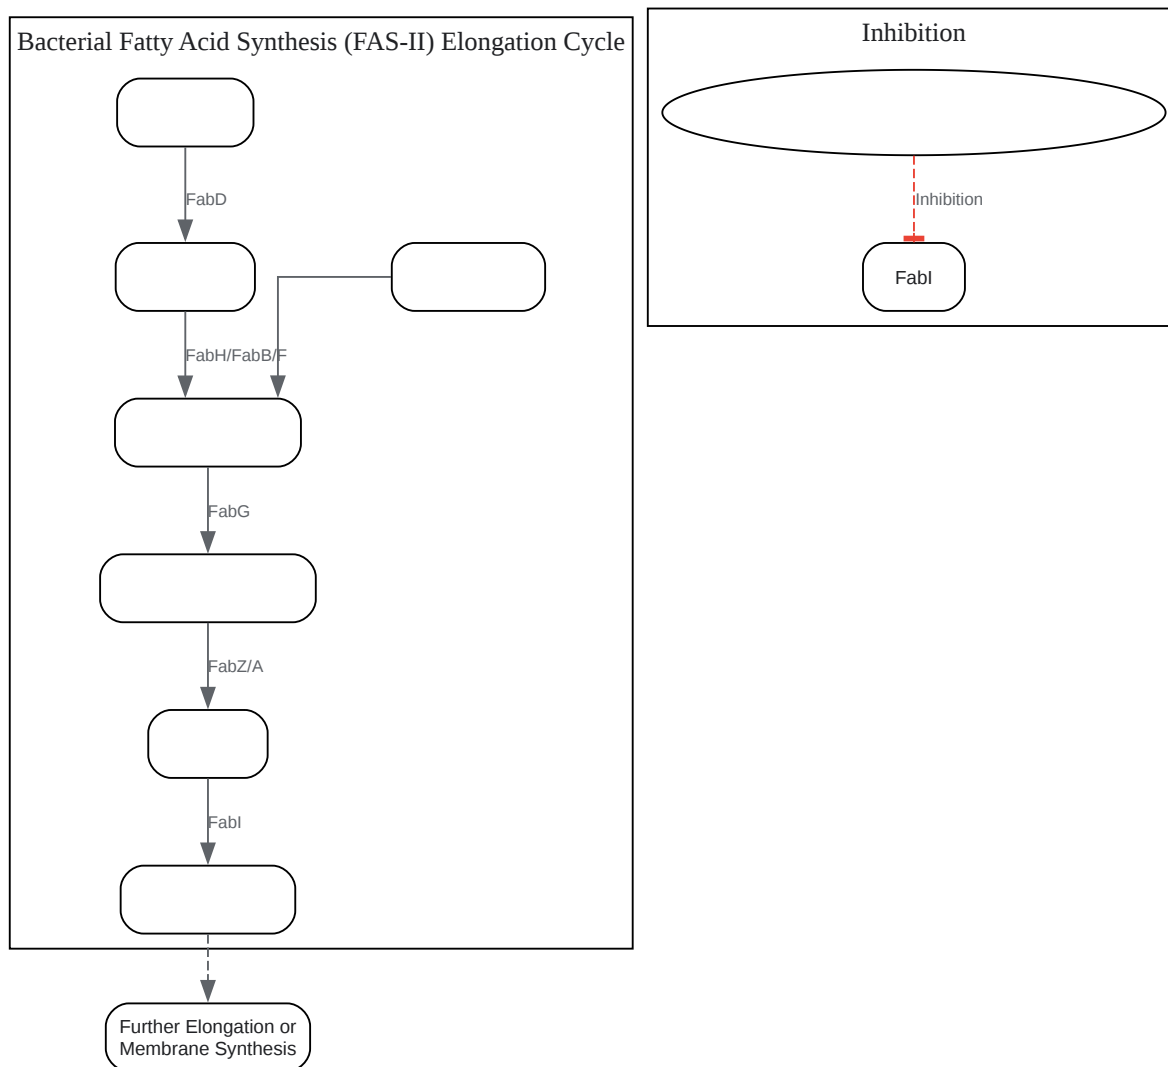 Bacterial Fatty Acid Synthesis (FAS-II) Elongation Cycle
FabD
FabH/FabB/F
FabG
FabZ/A
FabI
Further Elongation or
Membrane Synthesis
Inhibition
Inhibition
FabI